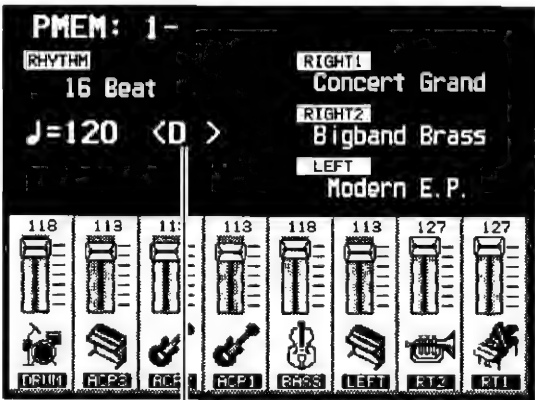 PMEM: 1-
RHYTHM
16 Beat
♩=120 <D >
RIGHT1
Concert Grand
RIGHT2
Bigband Brass
LEFT
Modern E.P.
118 113 113 118 113 127 127
DRUM ACP3 ACP1 BASS LEFT RT2 RT1